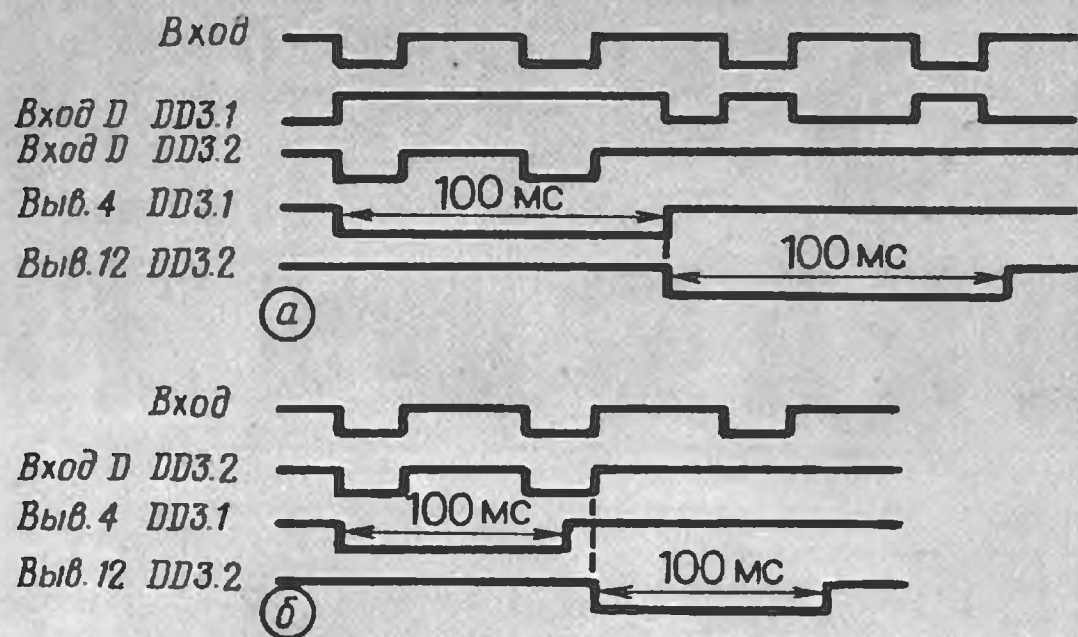 Вход
Вход D DD3.1
Вход D DD3.2
100 мс
Выв. 4 DD3.1
100 мс
Выв. 12 DD3.2
а
Вход
Вход D DD3.2
100 мс
Выв. 4 DD3.1
100 мс
Выв. 12 DD3.2
б